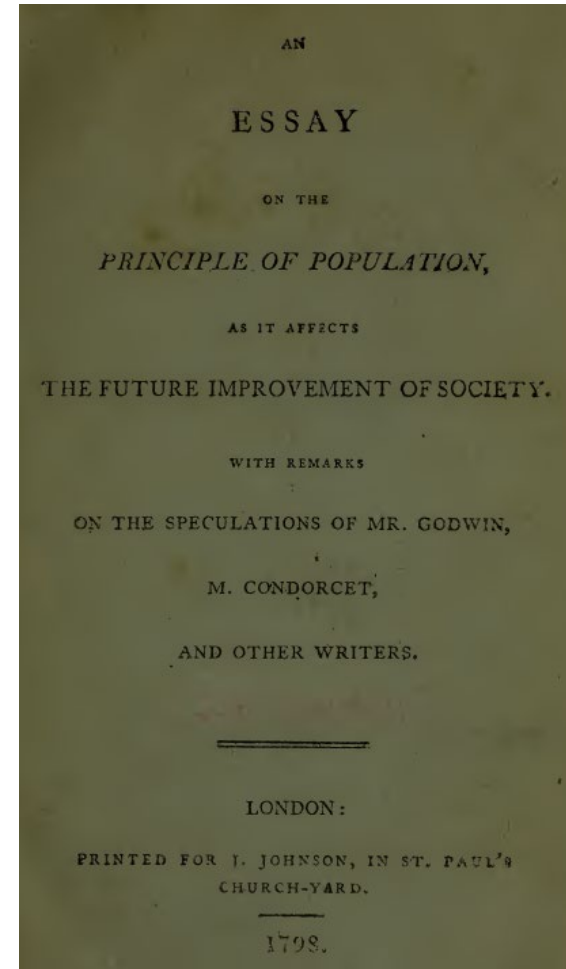 AN
ESSAY
ON THE
PRINCIPLE OF POPULATION,
AS IT AFFECTS
THE FUTURE IMPROVEMENT OF SOCIETY.
WITH REMARKS
ON THE SPECULATIONS OF MR. GODWIN,
M. CONDORCET,
AND OTHER WRITERS.
LONDON:
PRINTED FOR J. JOHNSON, IN ST. PAUL'S
CHURCH-YARD.
1798.